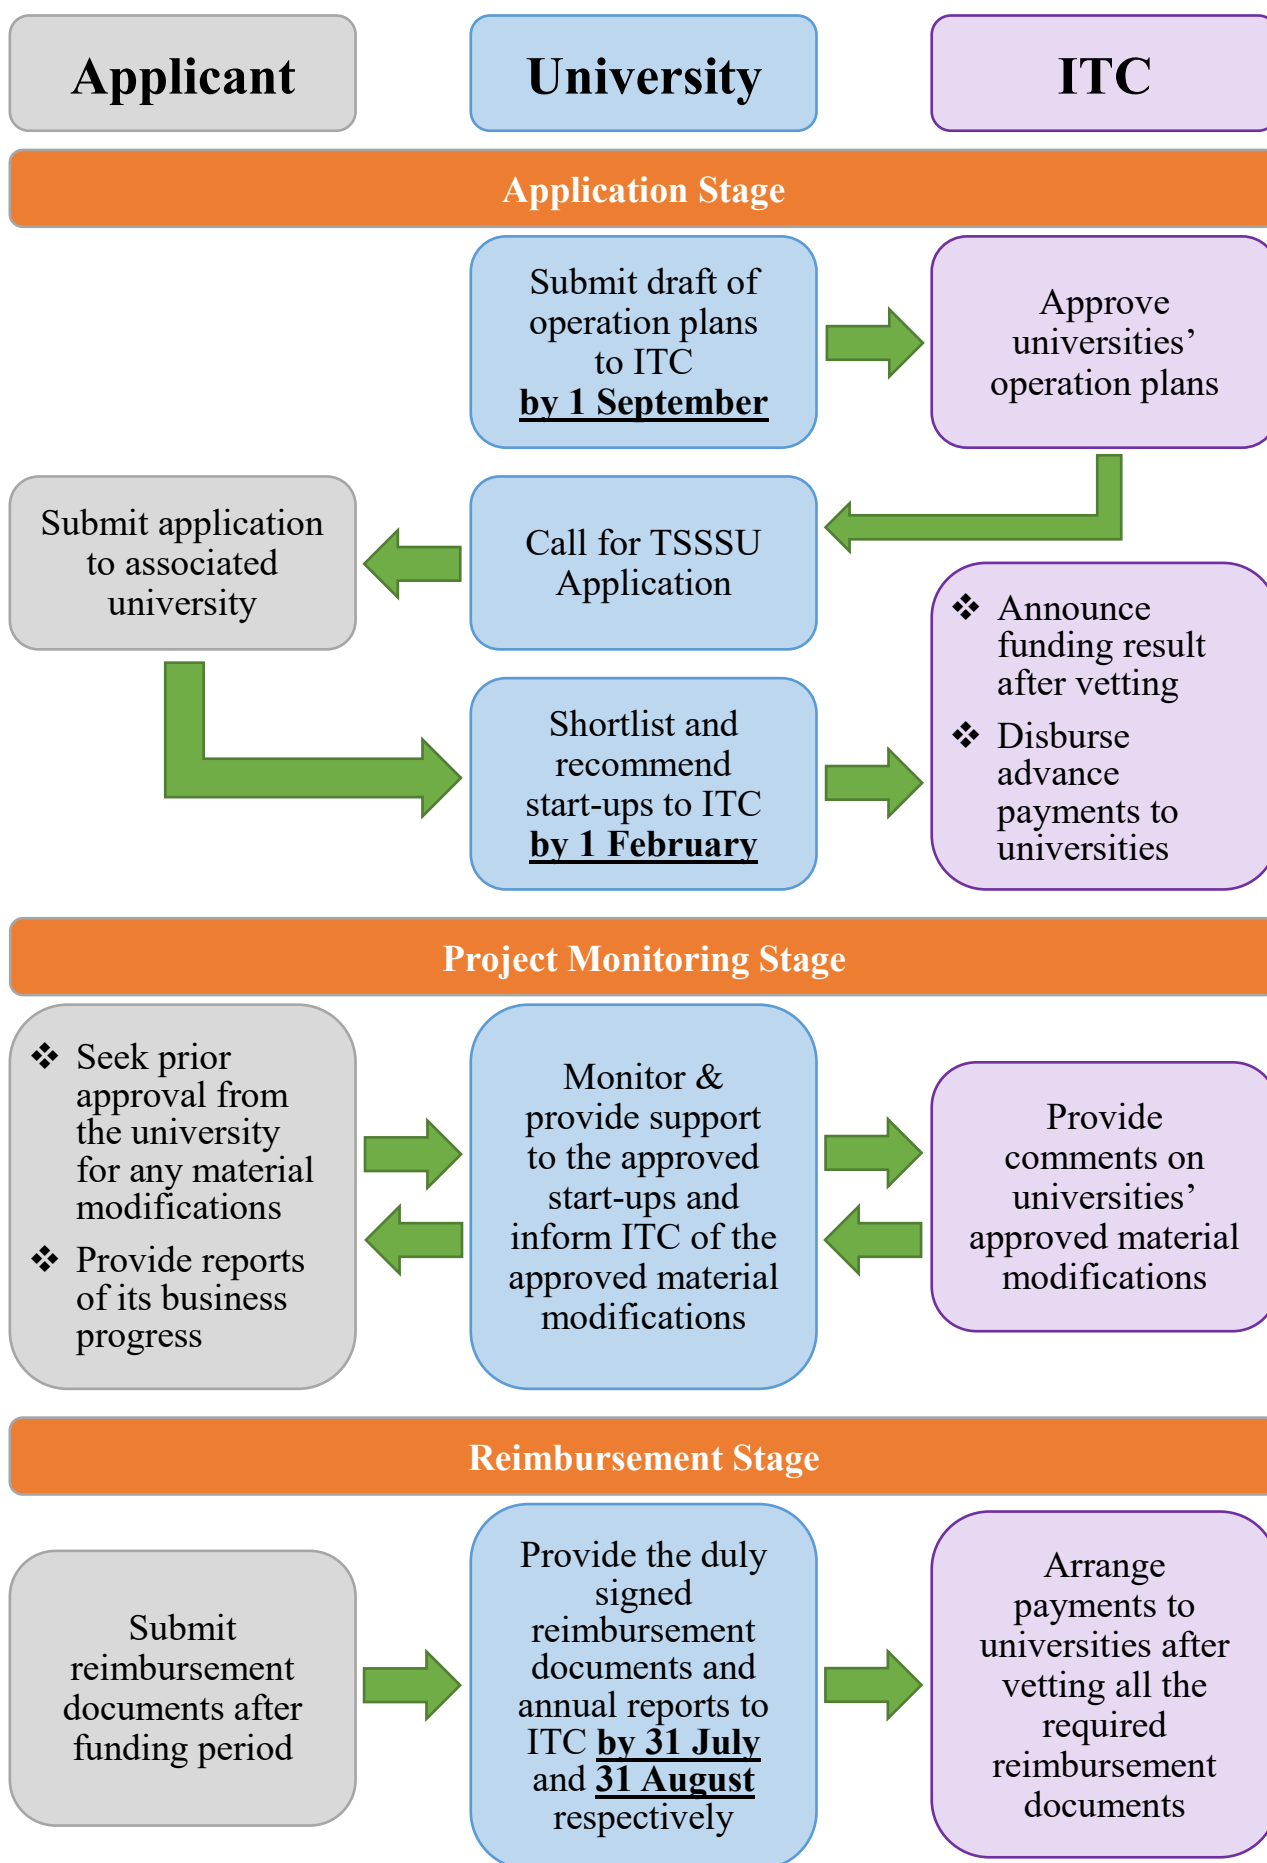 Applicant
University
ITC
Application Stage
Submit draft of
operation plans
to ITC
by 1 September
Approve
universities’
operation plans
Call for TSSSU
Application
Submit application
to associated
university
Shortlist and
recommend
start-ups to ITC
by 1 February
❖ Announce
funding result
after vetting
❖ Disburse
advance
payments to
universities
Project Monitoring Stage
❖ Seek prior
approval from
the university
for any material
modifications
❖ Provide reports
of its business
progress
Monitor &
provide support
to the approved
start-ups and
inform ITC of the
approved material
modifications
Provide
comments on
universities’
approved material
modifications
Reimbursement Stage
Submit
reimbursement
documents after
funding period
Provide the duly
signed
reimbursement
documents and
annual reports to
ITC by 31 July
and 31 August
respectively
Arrange
payments to
universities after
vetting all the
required
reimbursement
documents